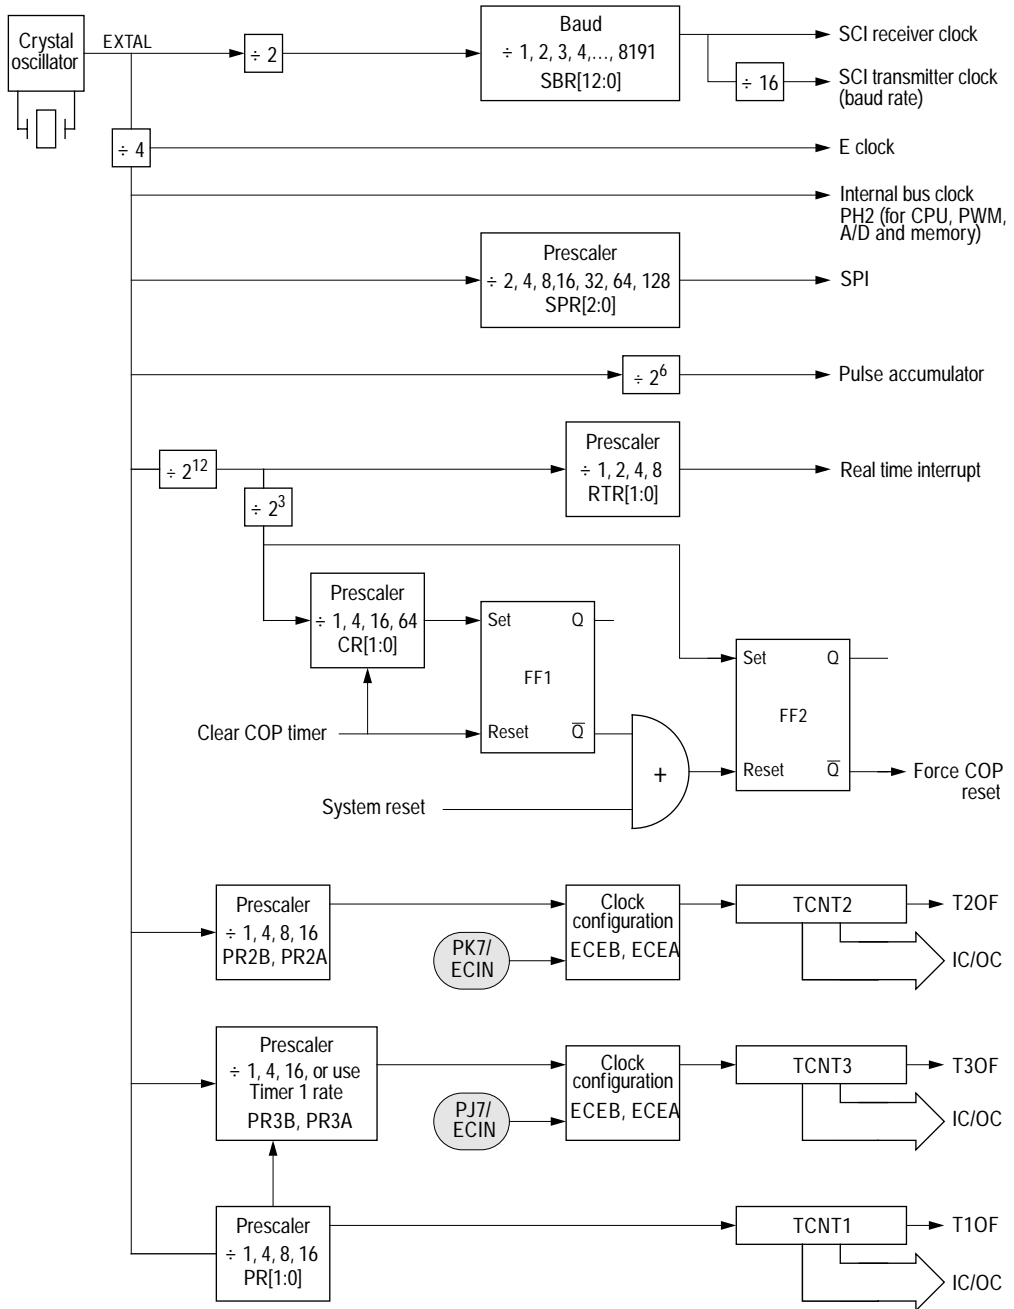 Crystal
oscillator
EXTAL
÷ 2
Baud
÷ 1, 2, 3, 4,..., 8191
SBR[12:0]
SCI receiver clock
÷ 16
SCI transmitter clock
(baud rate)
÷ 4
E clock
Internal bus clock
PH2 (for CPU, PWM,
A/D and memory)
Prescaler
÷ 2, 4, 8,16, 32, 64, 128
SPR[2:0]
SPI
÷ 2⁶
Pulse accumulator
÷ 2¹²
Prescaler
÷ 1, 2, 4, 8
RTR[1:0]
Real time interrupt
÷ 2³
Prescaler
÷ 1, 4, 16, 64
CR[1:0]
Set Q
FF1
Reset Q̅
Clear COP timer
System reset
+
Set Q
FF2
Reset Q̅
Force COP
reset
Prescaler
÷ 1, 4, 8, 16
PR2B, PR2A
PK7/
ECIN
Clock
configuration
ECEB, ECEA
TCNT2
T2OF
IC/OC
Prescaler
÷ 1, 4, 16, or use
Timer 1 rate
PR3B, PR3A
PJ7/
ECIN
Clock
configuration
ECEB, ECEA
TCNT3
T3OF
IC/OC
Prescaler
÷ 1, 4, 8, 16
PR[1:0]
TCNT1
T1OF
IC/OC